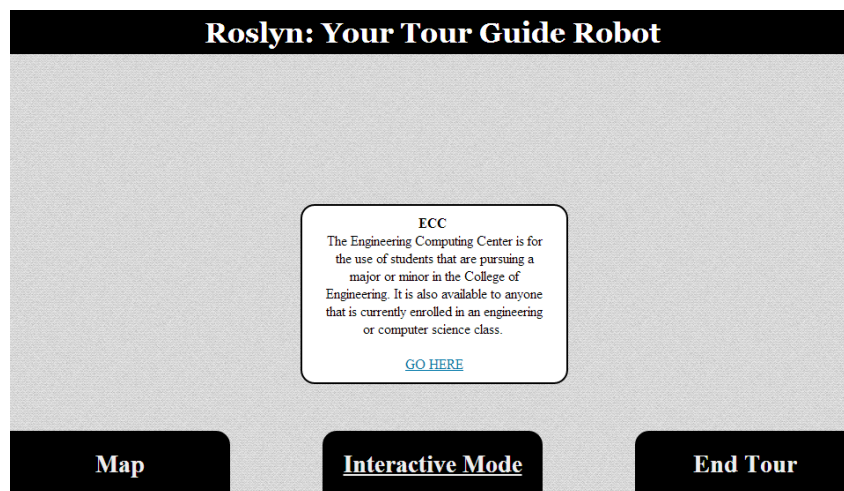 Roslyn: Your Tour Guide Robot
ECC
The Engineering Computing Center is for
the use of students that are pursuing a
major or minor in the College of
Engineering. It is also available to anyone
that is currently enrolled in an engineering
or computer science class.
GO HERE
Map
Interactive Mode
End Tour